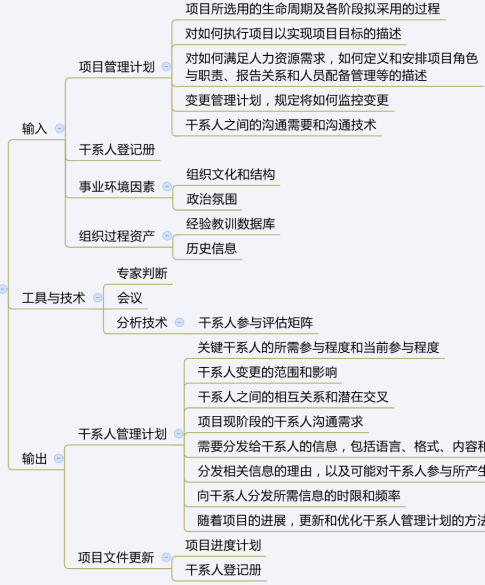 项目所选用的生命周期及各阶段拟采用的过程
对如何执行项目以实现项目目标的描述
项目管理计划
对如何满足人力资源需求，如何定义和安排项目角色
与职责、报告关系和人员配备管理等的描述
变更管理计划，规定将如何监控变更
干系人之间的沟通需要和沟通技术
输入
干系人登记册
事业环境因素
组织文化和结构
政治氛围
组织过程资产
经验教训数据库
历史信息
工具与技术
专家判断
会议
分析技术
干系人参与评估矩阵
输出
干系人管理计划
关键干系人的所需参与程度和当前参与程度
干系人变更的范围和影响
干系人之间的相互关系和潜在交叉
项目现阶段的干系人沟通需求
需要分发给干系人的信息，包括语言、格式、内容和
分发相关信息的理由，以及可能对干系人参与所产生
向干系人分发所需信息的时限和频率
随着项目的进展，更新和优化干系人管理计划的方法
项目文件更新
项目进度计划
干系人登记册